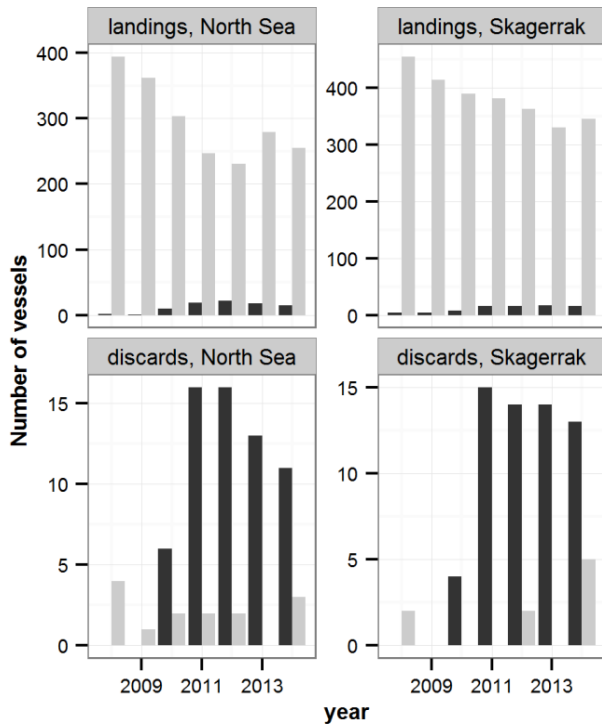 landings, North Sea
landings, Skagerrak
400
300
200
100
0
400
300
200
100
0
Number of vessels
discards, North Sea
discards, Skagerrak
15
10
5
0
15
10
5
0
2009 2011 2013
2009 2011 2013
year